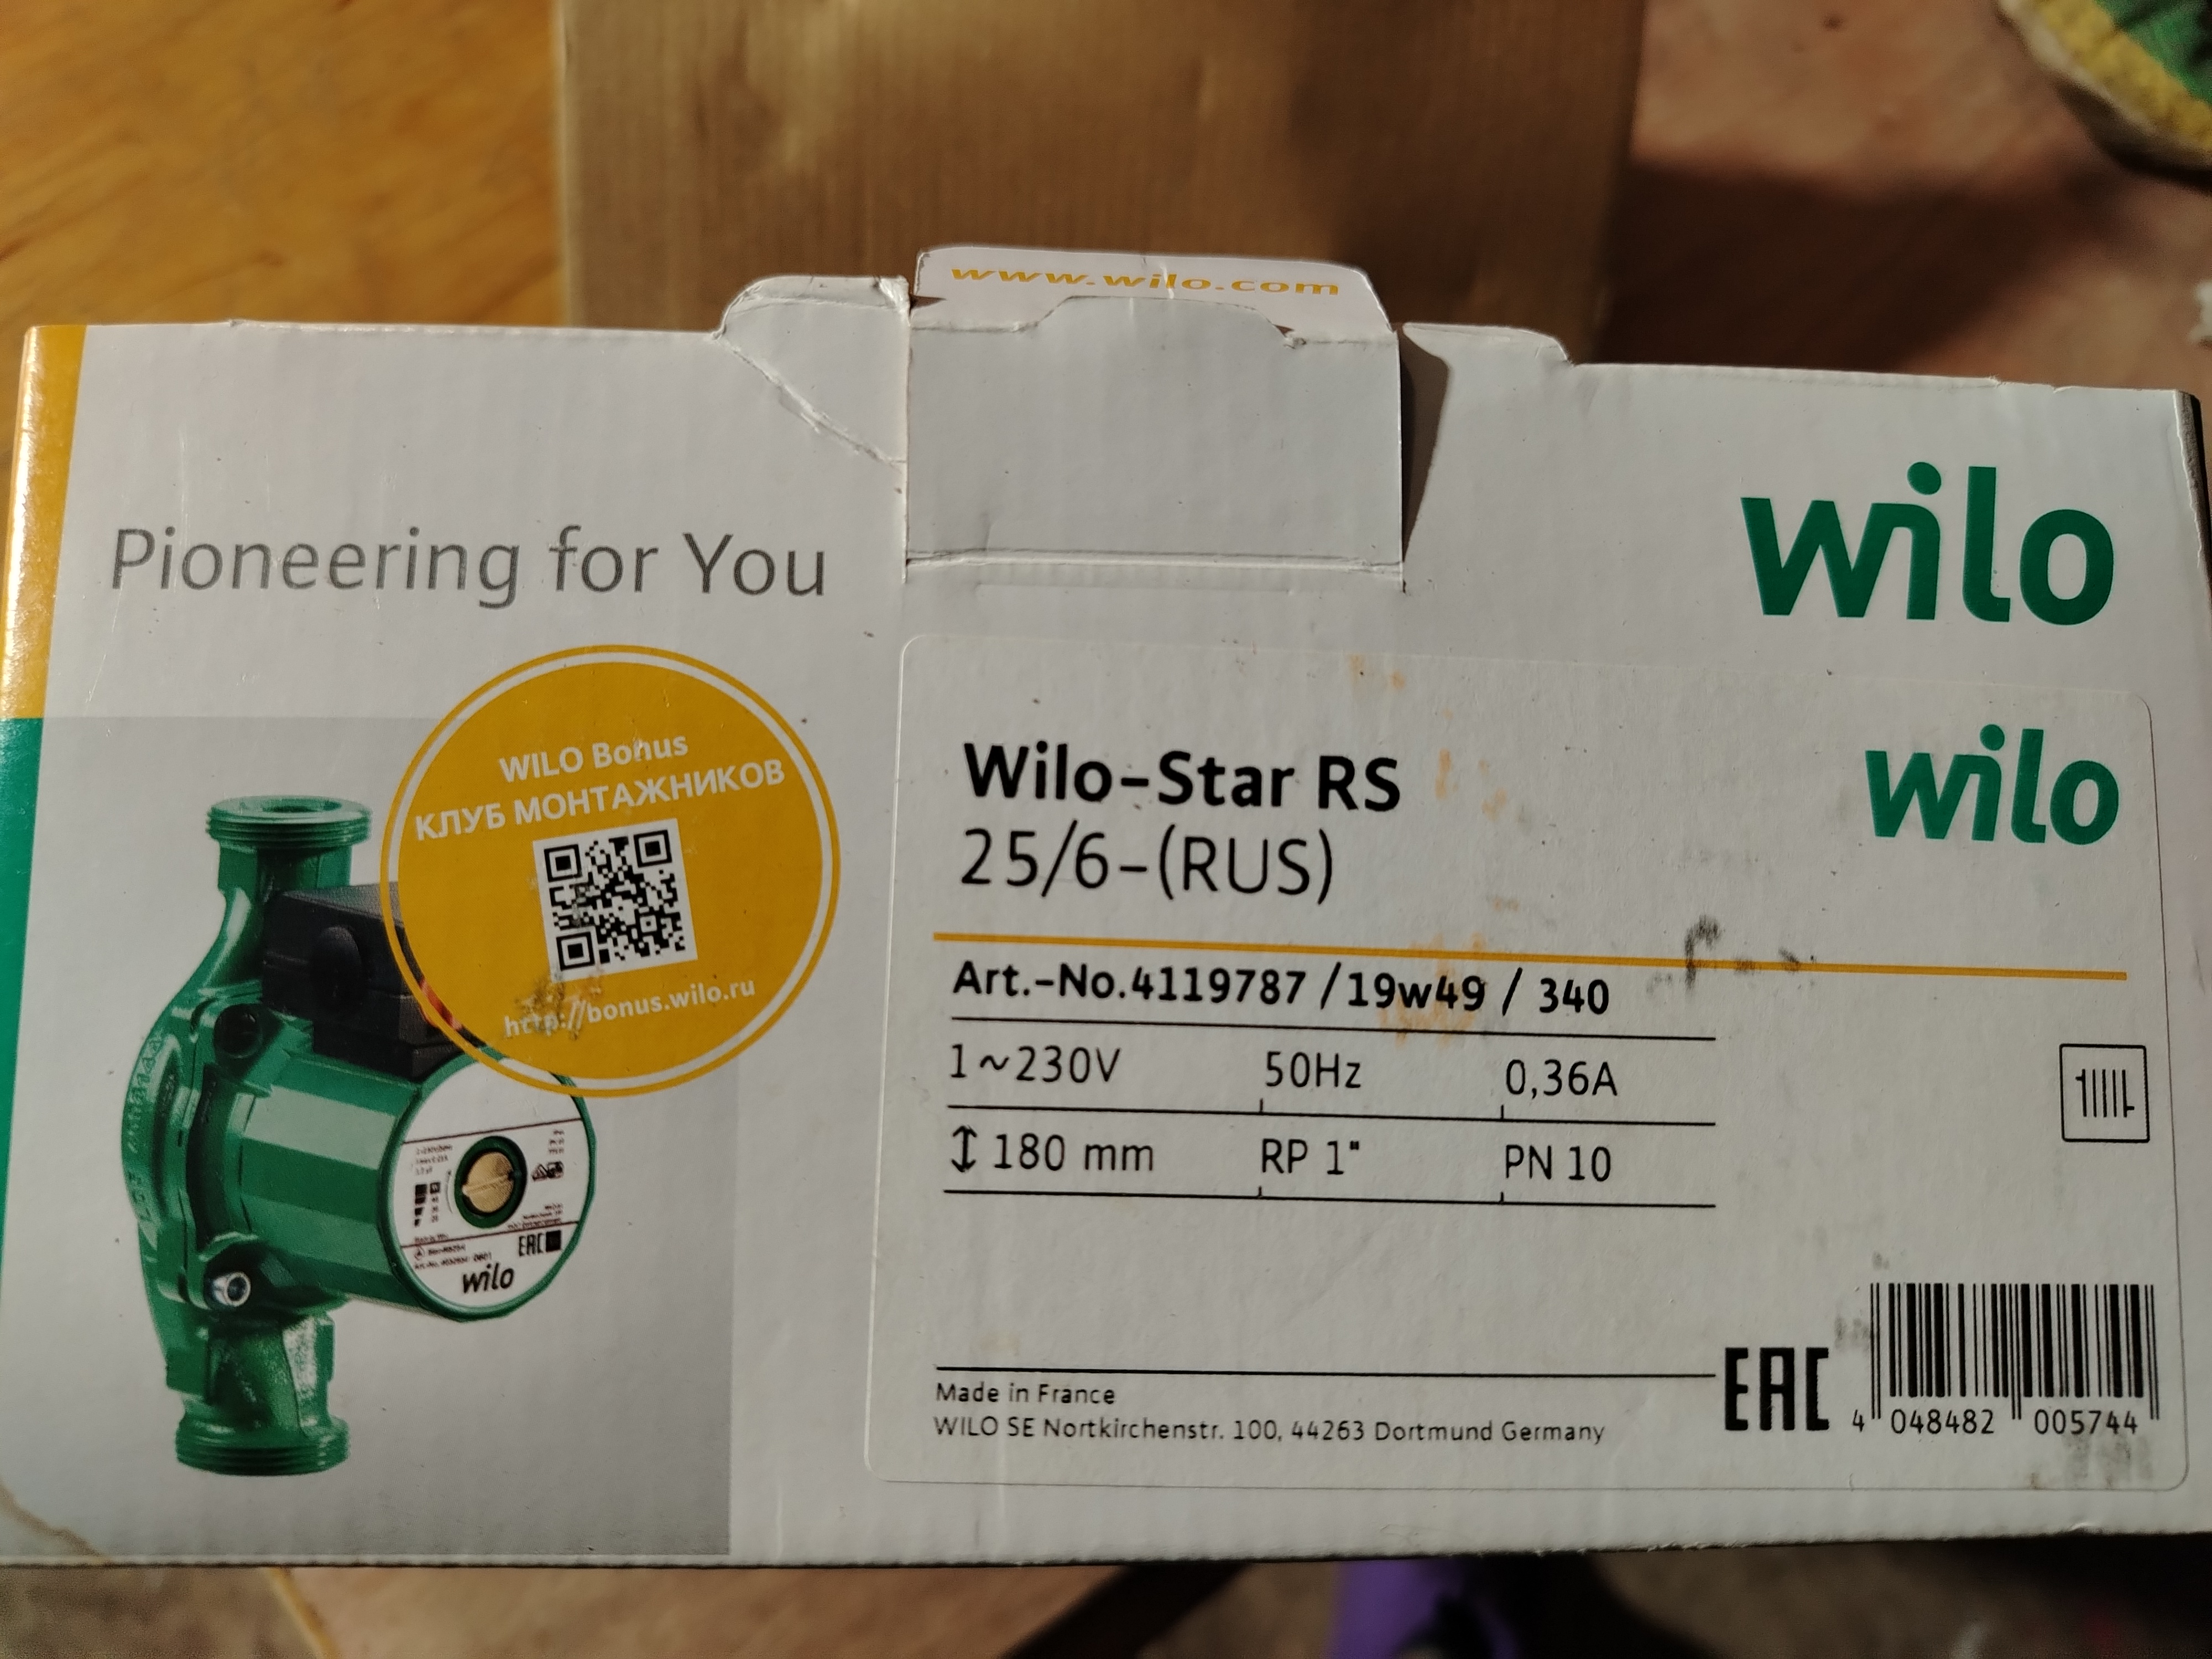 www.wilo.com
Pioneering for You
wilo
WILO Bonus
КЛУБ МОНТАЖНИКОВ
http://bonus.wilo.ru
EAC
wilo
Wilo-Star RS
25/6-(RUS)
wilo
Art.-No.4119787 /19w49 / 340
1~230V 50Hz 0,36A
↕ 180 mm RP 1" PN 10
Made in France
WILO SE Nortkirchenstr. 100, 44263 Dortmund Germany
EAC
4 048482 005744